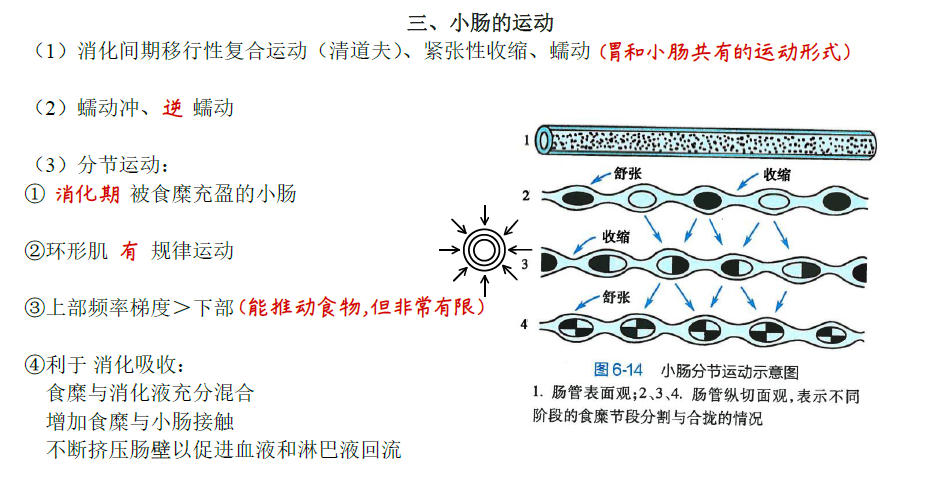 三、小肠的运动
（1）消化间期移行性复合运动（清道夫）、紧张性收缩、蠕动（胃和小肠共有的运动形式）
（2）蠕动冲、逆 蠕动
（3）分节运动：
① 消化期 被食糜充盈的小肠
②环形肌 有 规律运动
③上部频率梯度＞下部（能推动食物,但非常有限）
④利于 消化吸收：
食糜与消化液充分混合
增加食糜与小肠接触
不断挤压肠壁以促进血液和淋巴液回流
1
舒张
收缩
2
收缩
3
舒张
4
图6-14 小肠分节运动示意图
1. 肠管表面观;2、3、4. 肠管纵切面观,表示不同
阶段的食糜节段分割与合拢的情况